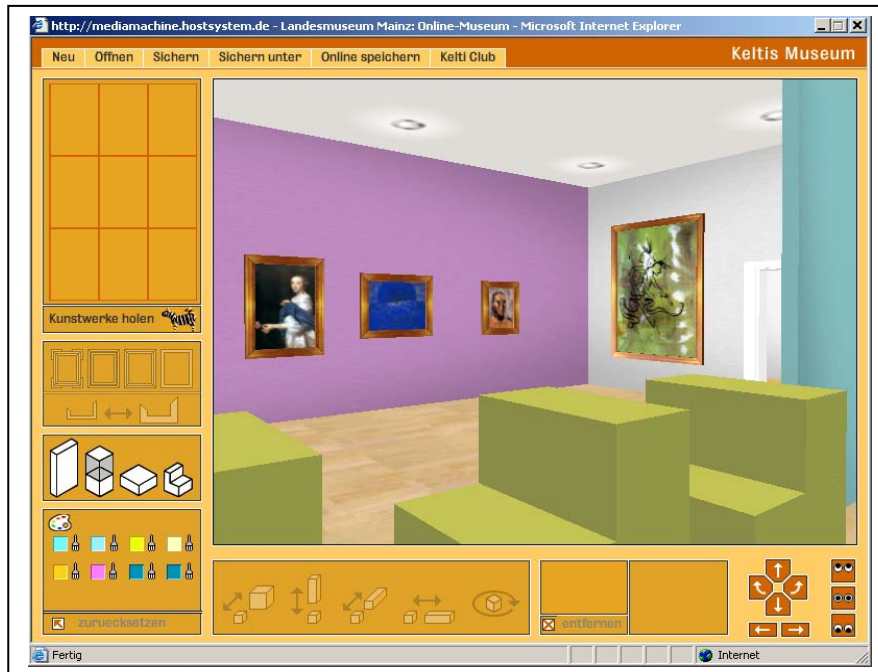 http://mediamachine.hostsystem.de - Landesmuseum Mainz: Online-Museum - Microsoft Internet Explorer
Neu Öffnen Sichern Sichern unter Online speichern Kelti Club Keltis Museum
Kunstwerke holen
zuruecksetzen
entfernen
Fertig Internet